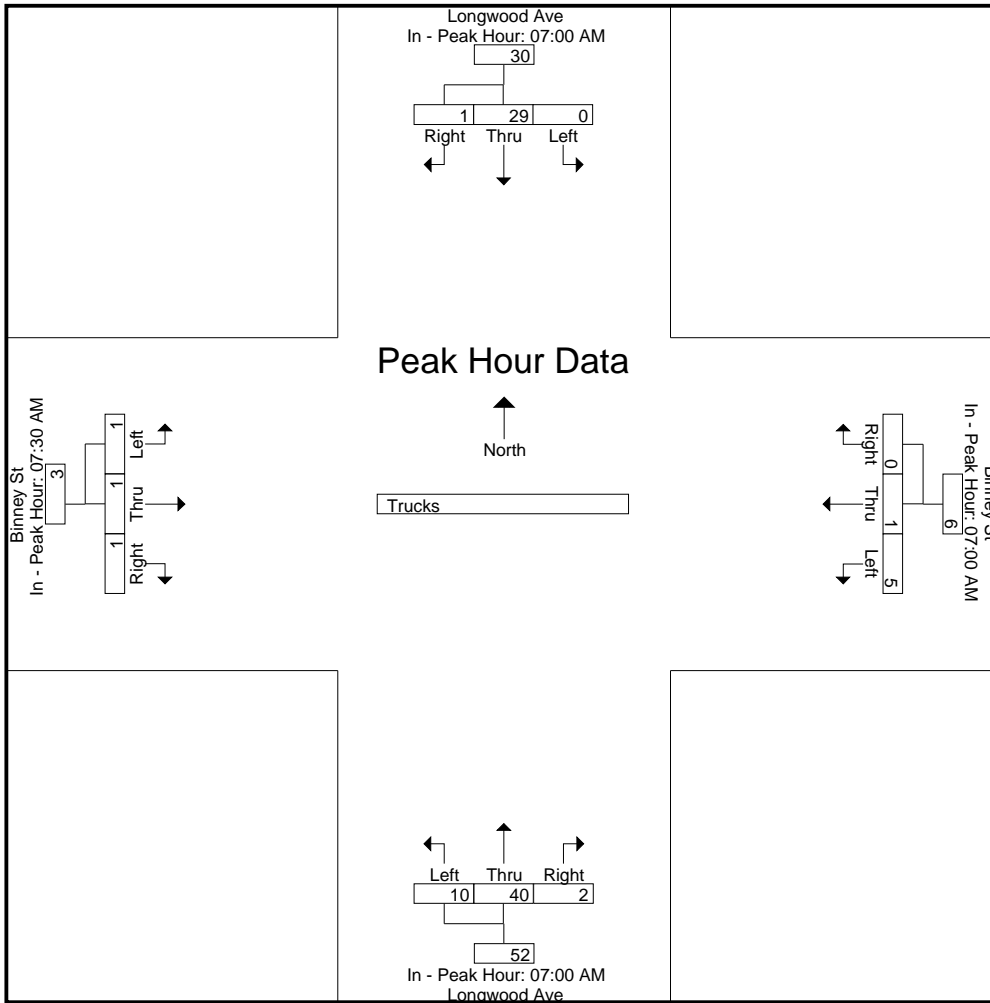 Longwood Ave
In - Peak Hour: 07:00 AM
30
1 29 0
Right Thru Left
Peak Hour Data
North
Trucks
Binney St
In - Peak Hour: 07:30 AM
3
1 1 1
Left Thru Right
Binney St
In - Peak Hour: 07:00 AM
6
0 1 5
Right Thru Left
Left Thru Right
10 40 2
52
In - Peak Hour: 07:00 AM
Longwood Ave